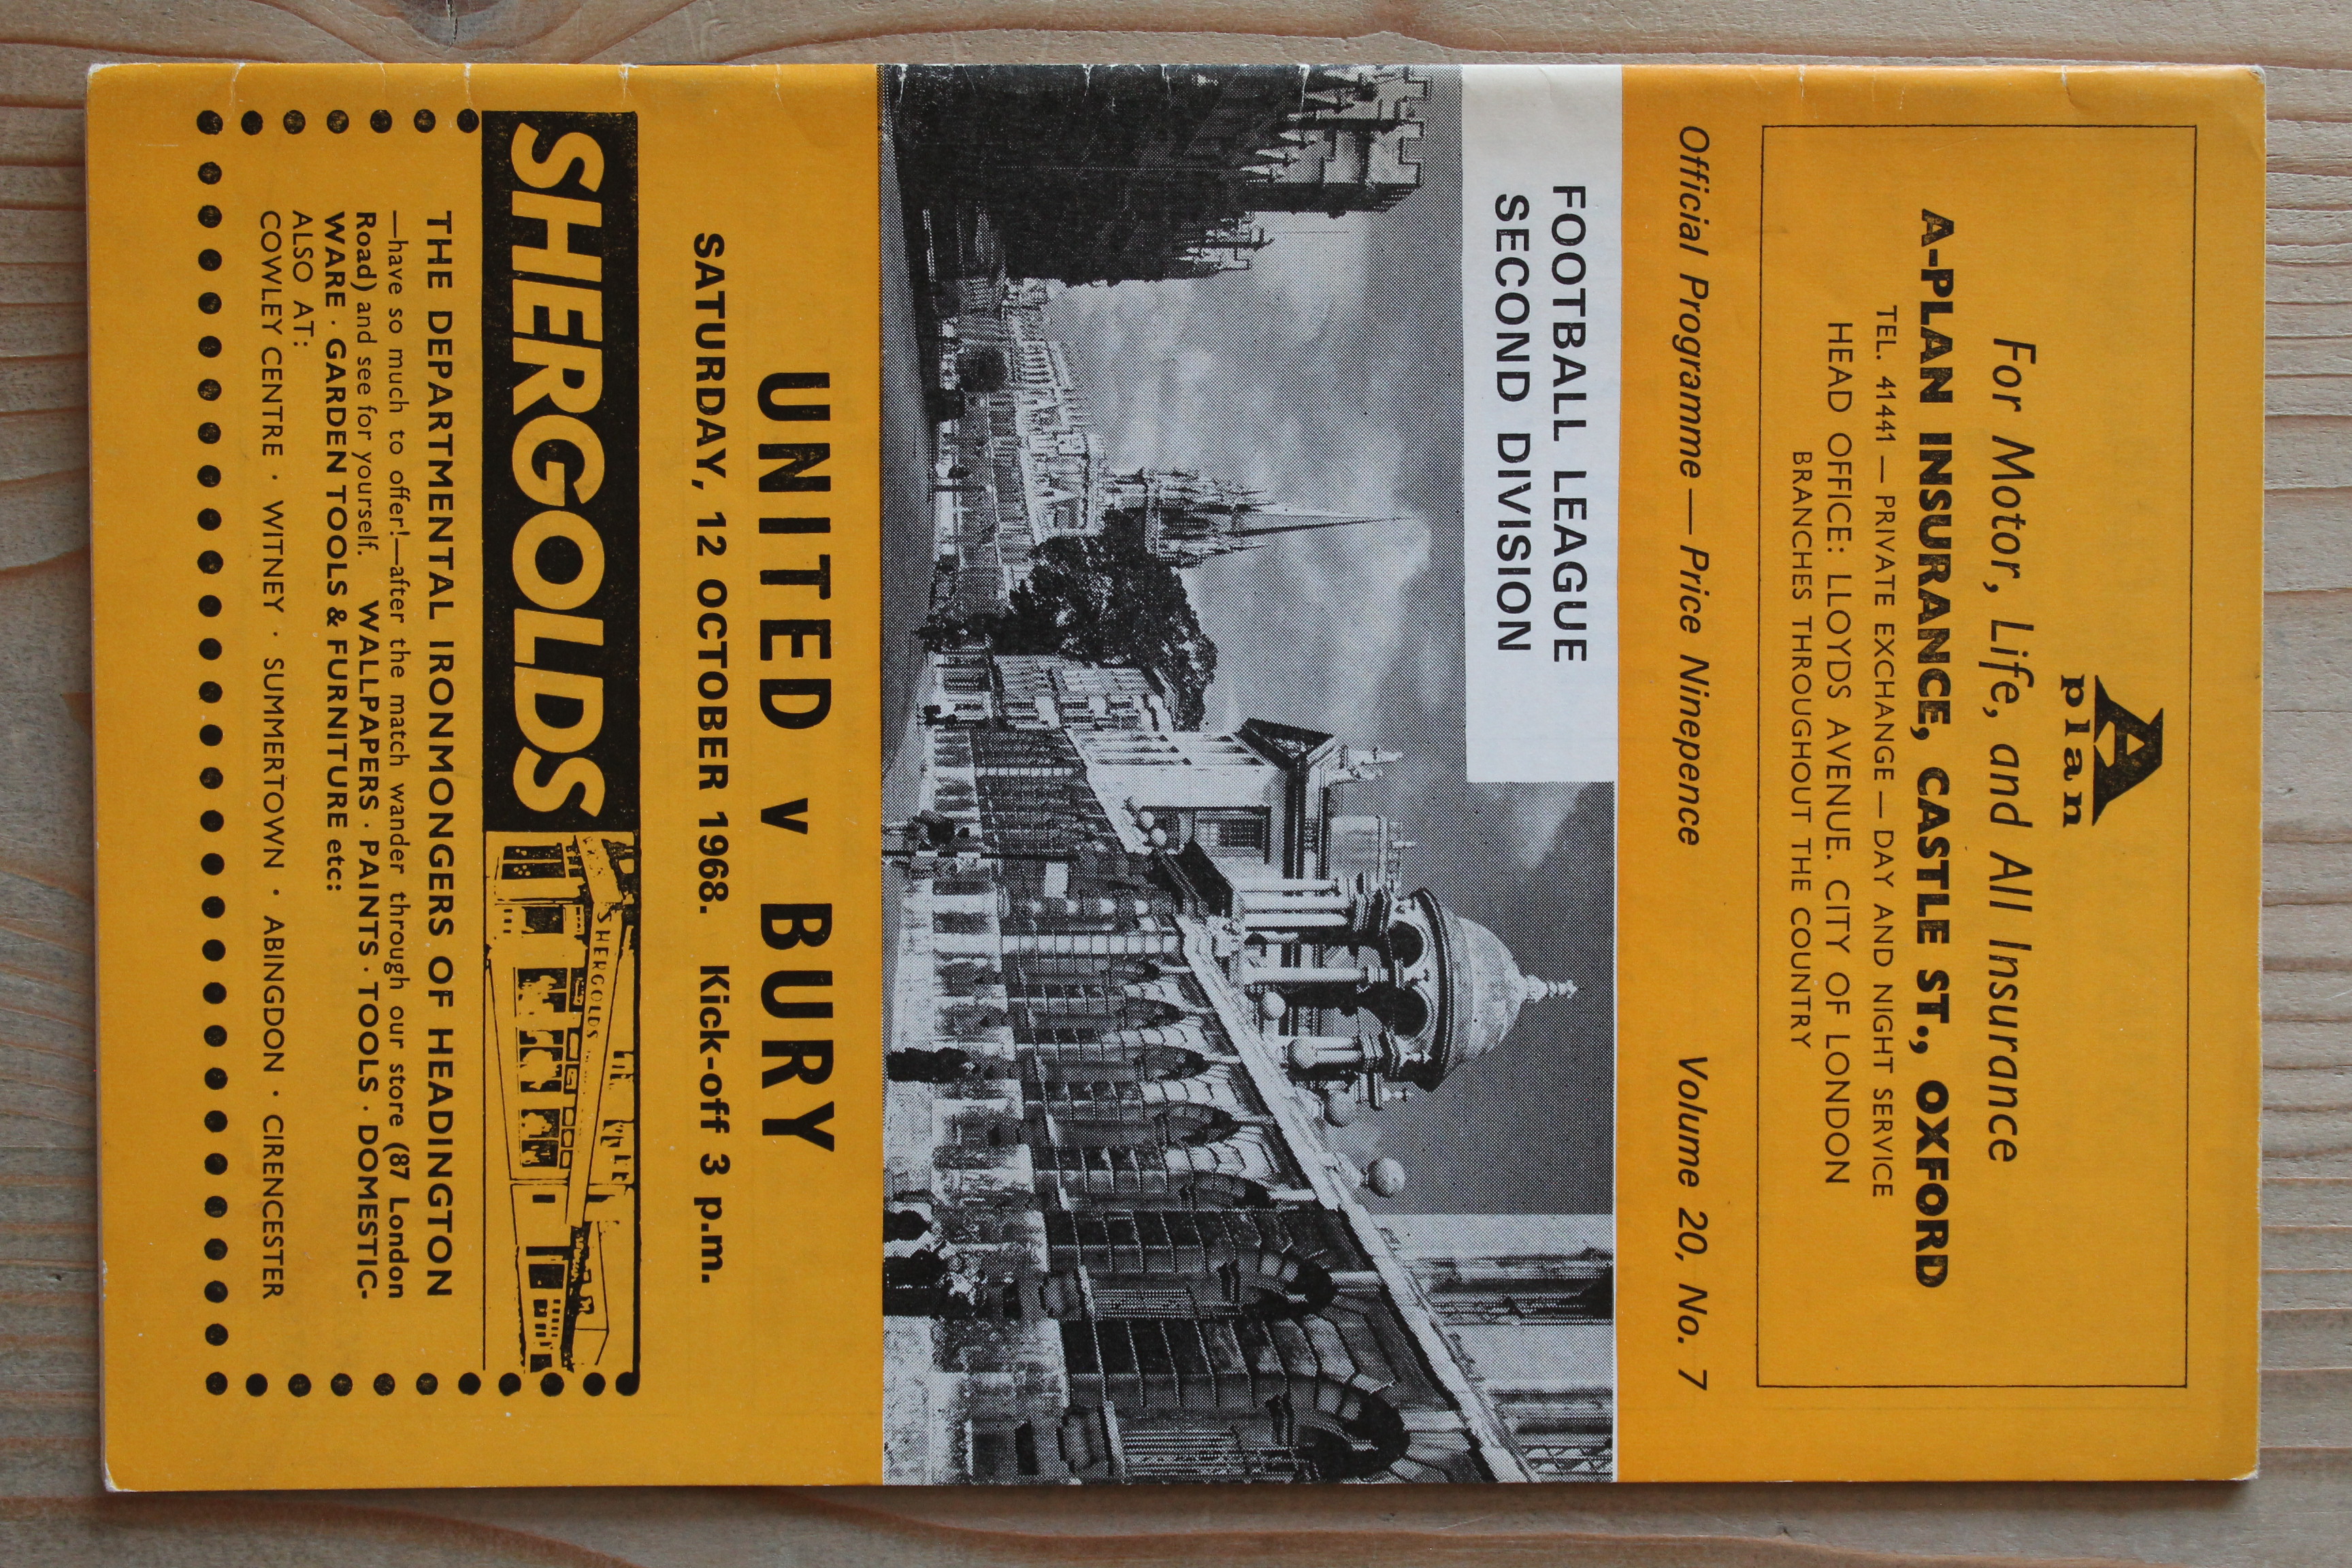 A
plan
For Motor, Life, and All Insurance
A-PLAN INSURANCE, CASTLE ST., OXFORD
TEL. 41441 — PRIVATE EXCHANGE — DAY AND NIGHT SERVICE
HEAD OFFICE: LLOYDS AVENUE. CITY OF LONDON
BRANCHES THROUGHOUT THE COUNTRY
Official Programme — Price Ninepence Volume 20, No. 7
FOOTBALL LEAGUE
SECOND DIVISION
UNITED v BURY
SATURDAY, 12 OCTOBER 1968. Kick-off 3 p.m.
SHERGOLDS
SHERGOLDS
THE DEPARTMENTAL IRONMONGERS OF HEADINGTON
—have so much to offer!—after the match wander through our store (87 London
Road) and see for yourself. WALLPAPERS · PAINTS · TOOLS · DOMESTIC-
WARE · GARDEN TOOLS & FURNITURE etc:
ALSO AT:
COWLEY CENTRE · WITNEY · SUMMERTOWN · ABINGDON · CIRENCESTER